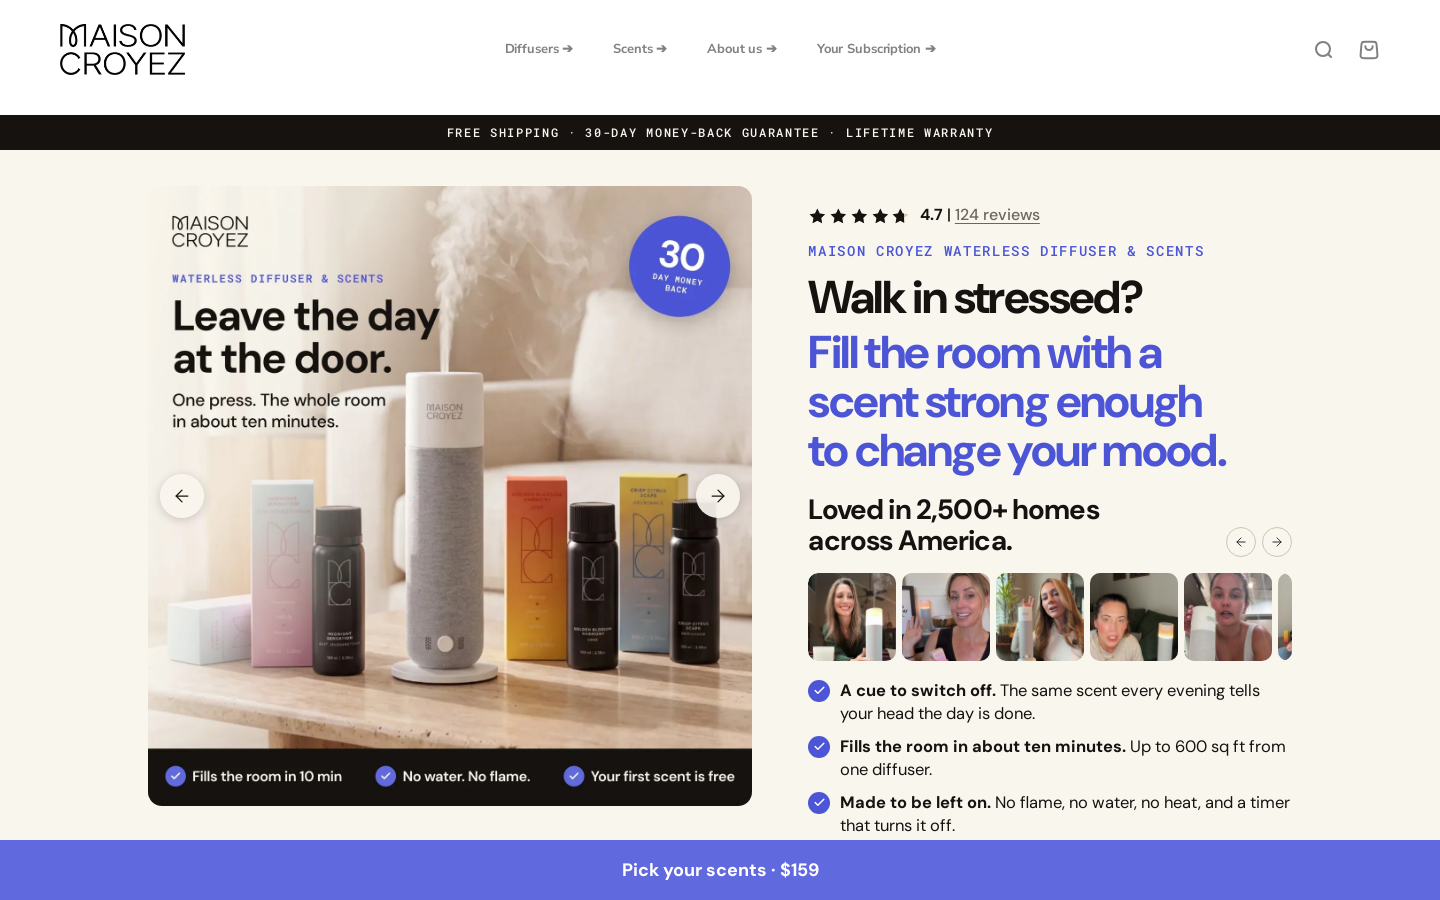 MAISON
CROYEZ
Diffusers ➔
Scents ➔
About us ➔
Your Subscription ➔
FREE SHIPPING · 30-DAY MONEY-BACK GUARANTEE · LIFETIME WARRANTY
MAISON
CROYEZ
30
DAY MONEY
BACK
WATERLESS DIFFUSER & SCENTS
Leave the day
at the door.
One press. The whole room
in about ten minutes.
MAISON
CROYEZ
Fills the room in 10 min
No water. No flame.
Your first scent is free
4.7 | 124 reviews
MAISON CROYEZ WATERLESS DIFFUSER & SCENTS
Walk in stressed?
Fill the room with a
scent strong enough
to change your mood.
Loved in 2,500+ homes
across America.
A cue to switch off. The same scent every evening tells
your head the day is done.
Fills the room in about ten minutes. Up to 600 sq ft from
one diffuser.
Made to be left on. No flame, no water, no heat, and a timer
that turns it off.
Pick your scents · $159